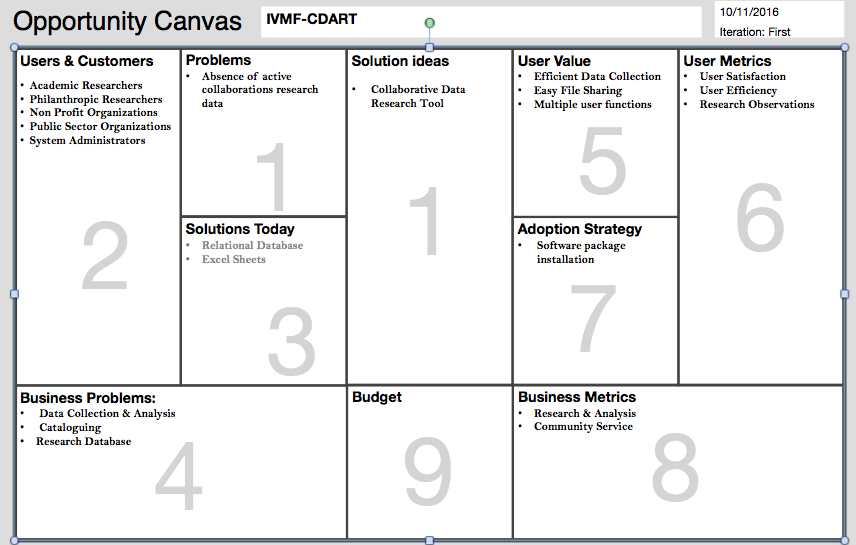 Opportunity Canvas
IVMF-CDART
10/11/2016
Iteration: First
Users & Customers
• Academic Researchers
• Philanthropic Researchers
• Non Profit Organizations
• Public Sector Organizations
• System Administrators
2
Problems
• Absence of active
collaborations research
data
1
Solutions Today
• Relational Database
• Excel Sheets
3
Solution ideas
• Collaborative Data
Research Tool
1
User Value
• Efficient Data Collection
• Easy File Sharing
• Multiple user functions
5
Adoption Strategy
• Software package
installation
7
User Metrics
• User Satisfaction
• User Efficiency
• Research Observations
6
Business Problems:
• Data Collection & Analysis
• Cataloguing
• Research Database
4
Budget
9
Business Metrics
• Research & Analysis
• Community Service
8